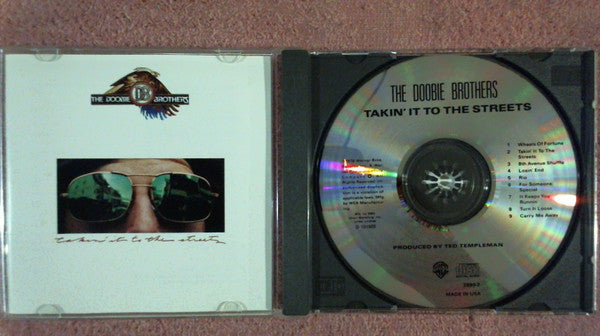 THE DOOBIE BROTHERS
DB
takin' it to the streets
THE DOOBIE BROTHERS
TAKIN' IT TO THE STREETS
1 Wheels Of Fortune
2 Takin' It To The
Streets
3 8th Avenue Shuffle
4 Losin' End
5 Rio
6 For Someone
Special
7 It Keeps You
Runnin'
8 Turn It Loose
9 Carry Me Away
PRODUCED BY TED TEMPLEMAN
2899-2
MADE IN USA